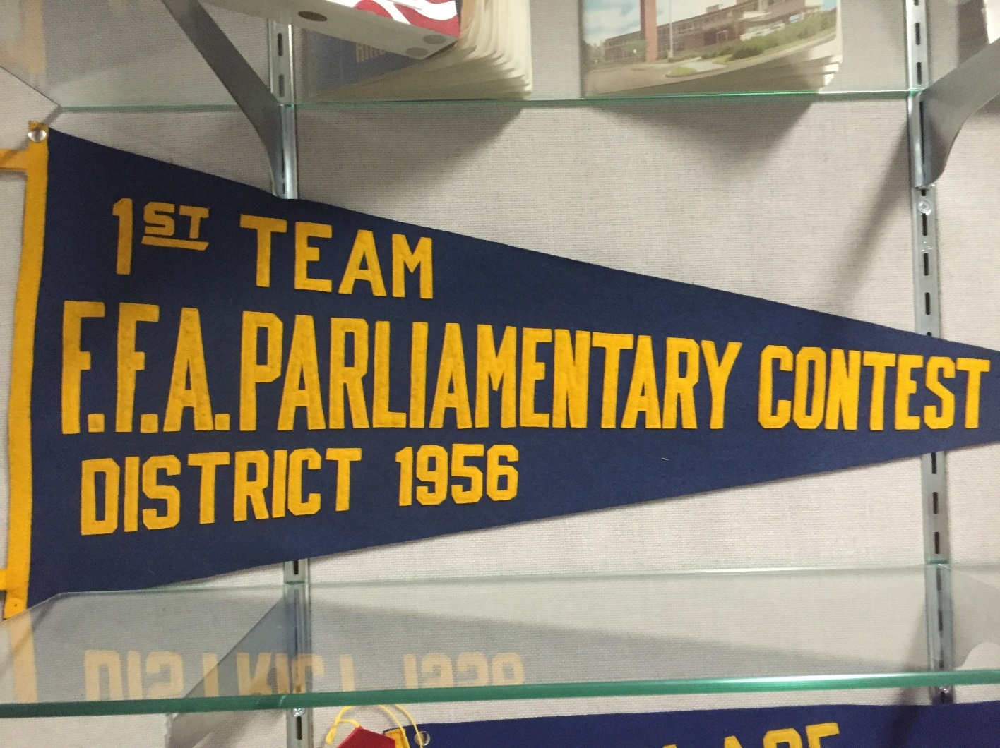 1ST TEAM
F.F.A. PARLIAMENTARY CONTEST
DISTRICT 1956